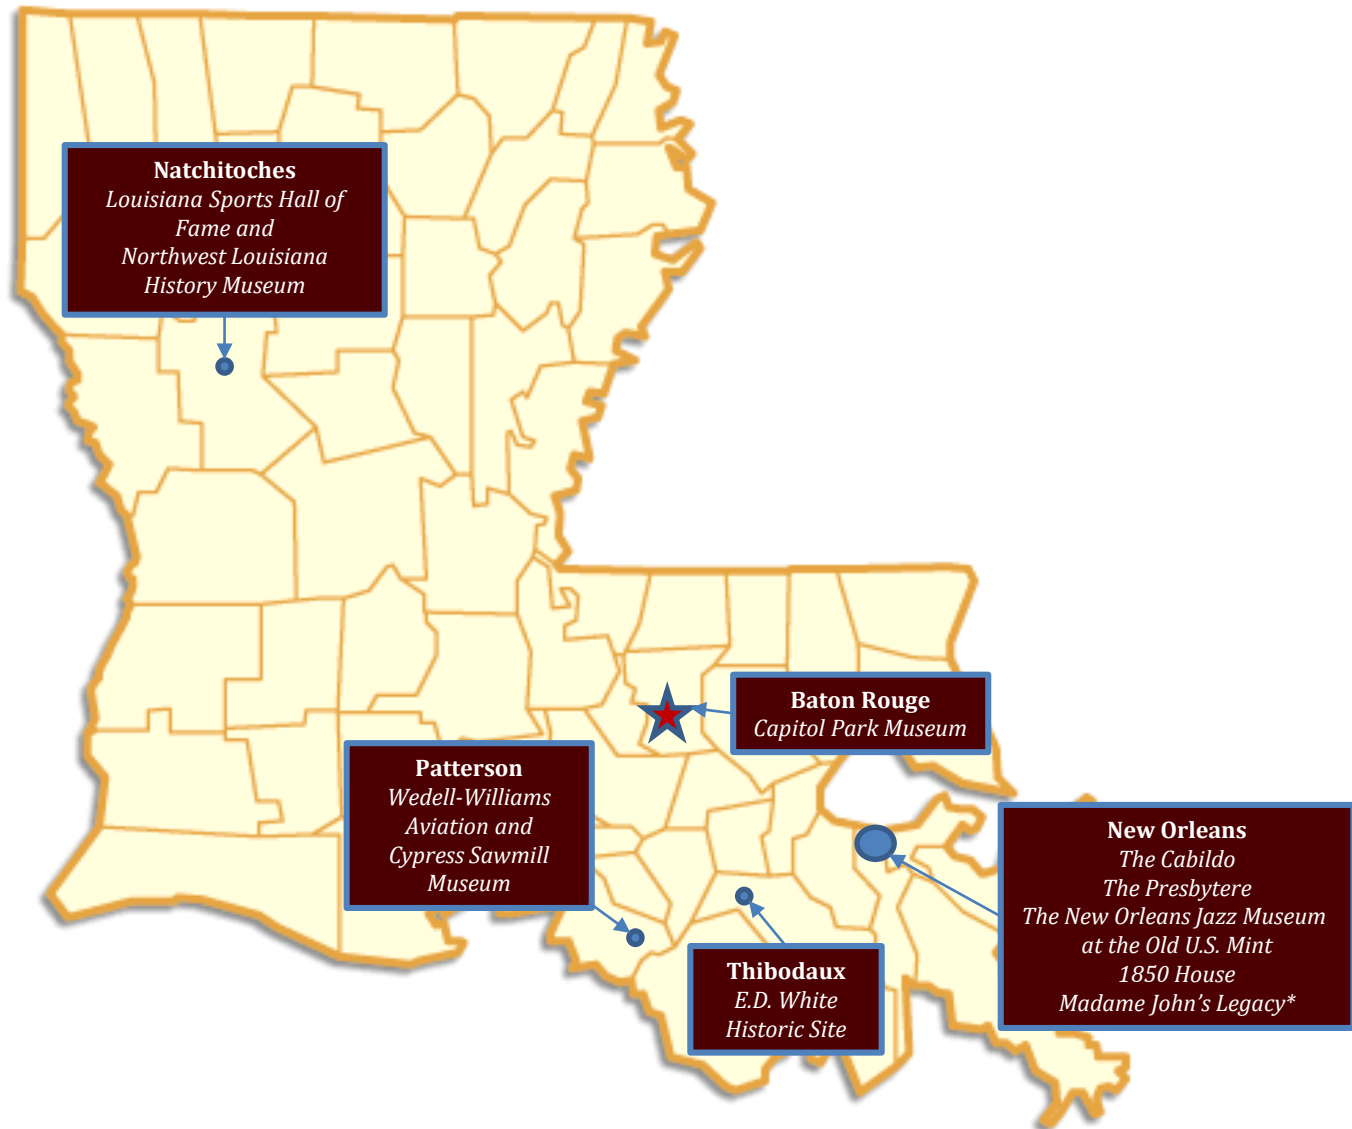 Natchitoches
Louisiana Sports Hall of
Fame and
Northwest Louisiana
History Museum
Baton Rouge
Capitol Park Museum
Patterson
Wedell-Williams
Aviation and
Cypress Sawmill
Museum
New Orleans
The Cabildo
The Presbytere
The New Orleans Jazz Museum
at the Old U.S. Mint
1850 House
Madame John’s Legacy*
Thibodaux
E.D. White
Historic Site